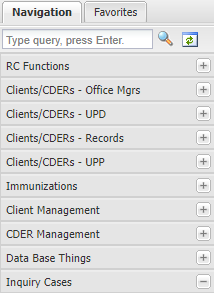 Navigation Favorites
Type query, press Enter.
RC Functions
Clients/CDERs - Office Mgrs
Clients/CDERs - UPD
Clients/CDERs - Records
Clients/CDERs - UPP
Immunizations
Client Management
CDER Management
Data Base Things
Inquiry Cases